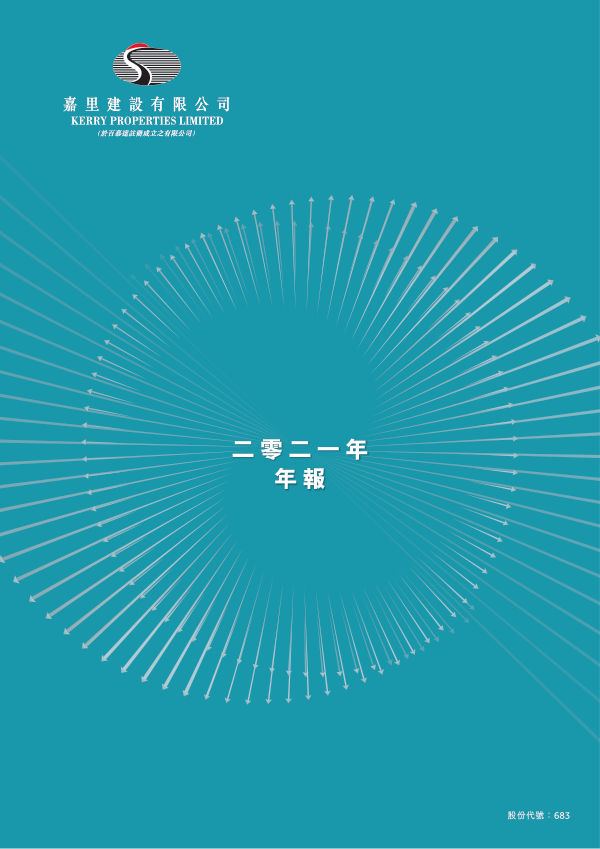 嘉里建設有限公司
KERRY PROPERTIES LIMITED
(於百慕達註冊成立之有限公司)
二零二一年
年報
股份代號：683